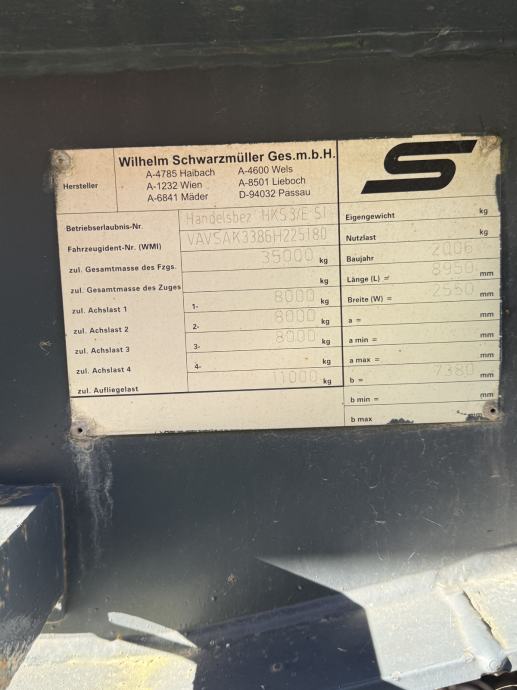 Hersteller
Wilhelm Schwarzmüller Ges.m.b.H.
A-4785 Haibach A-4600 Wels
A-1232 Wien A-8501 Lieboch
A-6841 Mäder D-94032 Passau
S
Betriebserlaubnis-Nr. Handelsbez HKS3/E S1
Fahrzeugident-Nr. (WMI) VAVSAK3386H225180
zul. Gesamtmasse des Fzgs. 35000 kg
zul. Gesamtmasse des Zuges kg
zul. Achslast 1 1- 8000 kg
zul. Achslast 2 2- 8000 kg
zul. Achslast 3 3- 8000 kg
zul. Achslast 4 4- kg
zul. Aufliegelast 11000 kg
Eigengewicht kg
Nutzlast kg
Baujahr 2006
Länge (L) = 8950 mm
Breite (W) = 2550 mm
a = mm
a min = mm
a max = mm
b = 7380 mm
b min = mm
b max mm